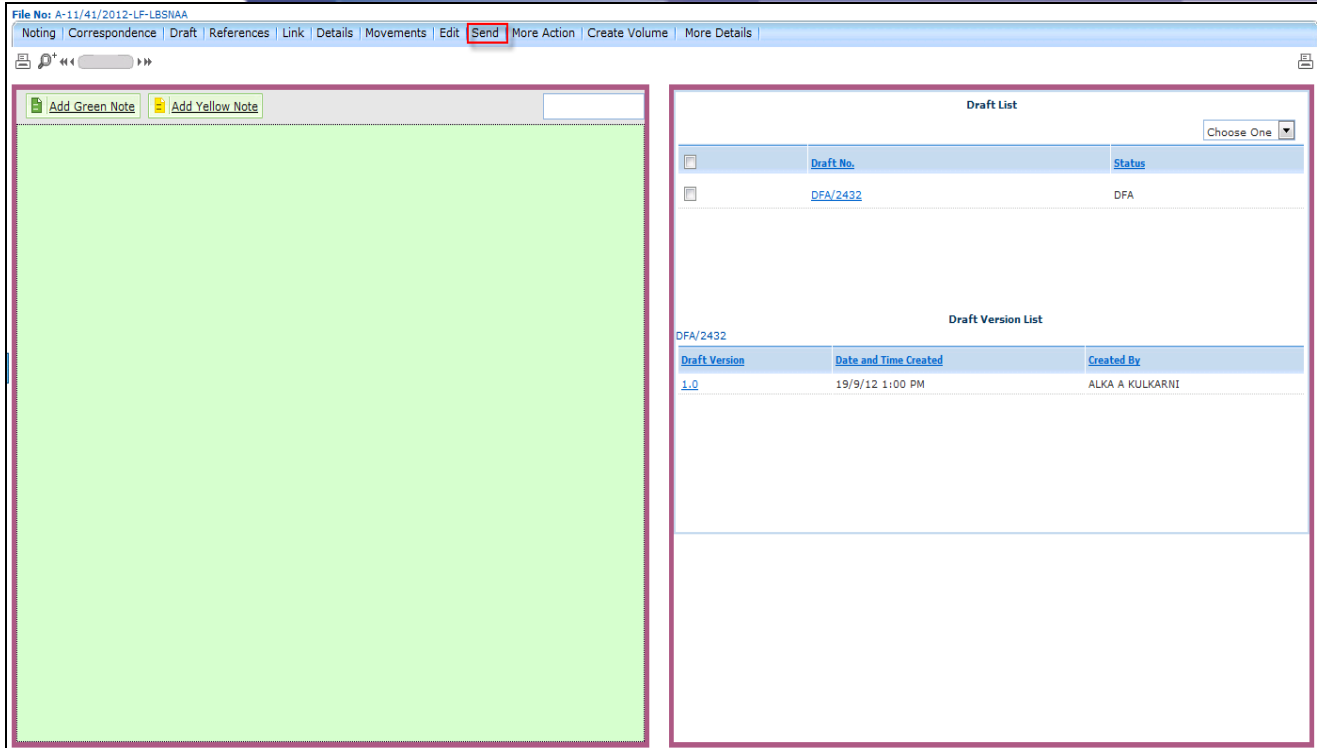 File No: A-11/41/2012-LF-LBSNAA
Noting | Correspondence | Draft | References | Link | Details | Movements | Edit | Send | More Action | Create Volume | More Details |
Add Green Note Add Yellow Note
Draft List
Choose One
Draft No. Status
DFA/2432 DFA
Draft Version List
DFA/2432
Draft Version Date and Time Created Created By
1.0 19/9/12 1:00 PM ALKA A KULKARNI